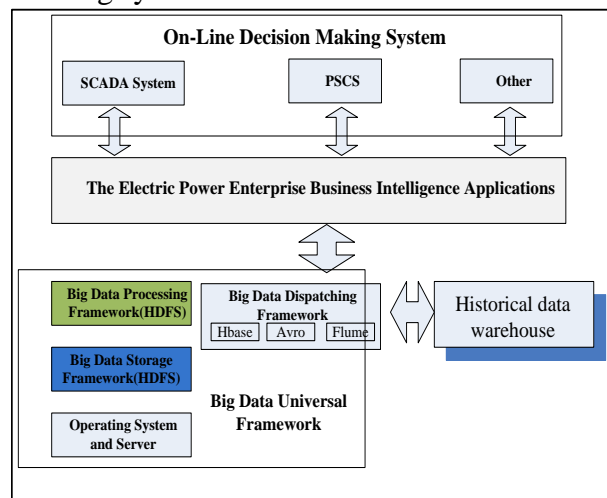 On-Line Decision Making System
SCADA System
PSCS
Other
The Electric Power Enterprise Business Intelligence Applications
Big Data Processing
Framework(HDFS)
Big Data Dispatching
Framework
Hbase
Avro
Flume
Historical data
warehouse
Big Data Storage
Framework(HDFS)
Big Data Universal
Framework
Operating System
and Server